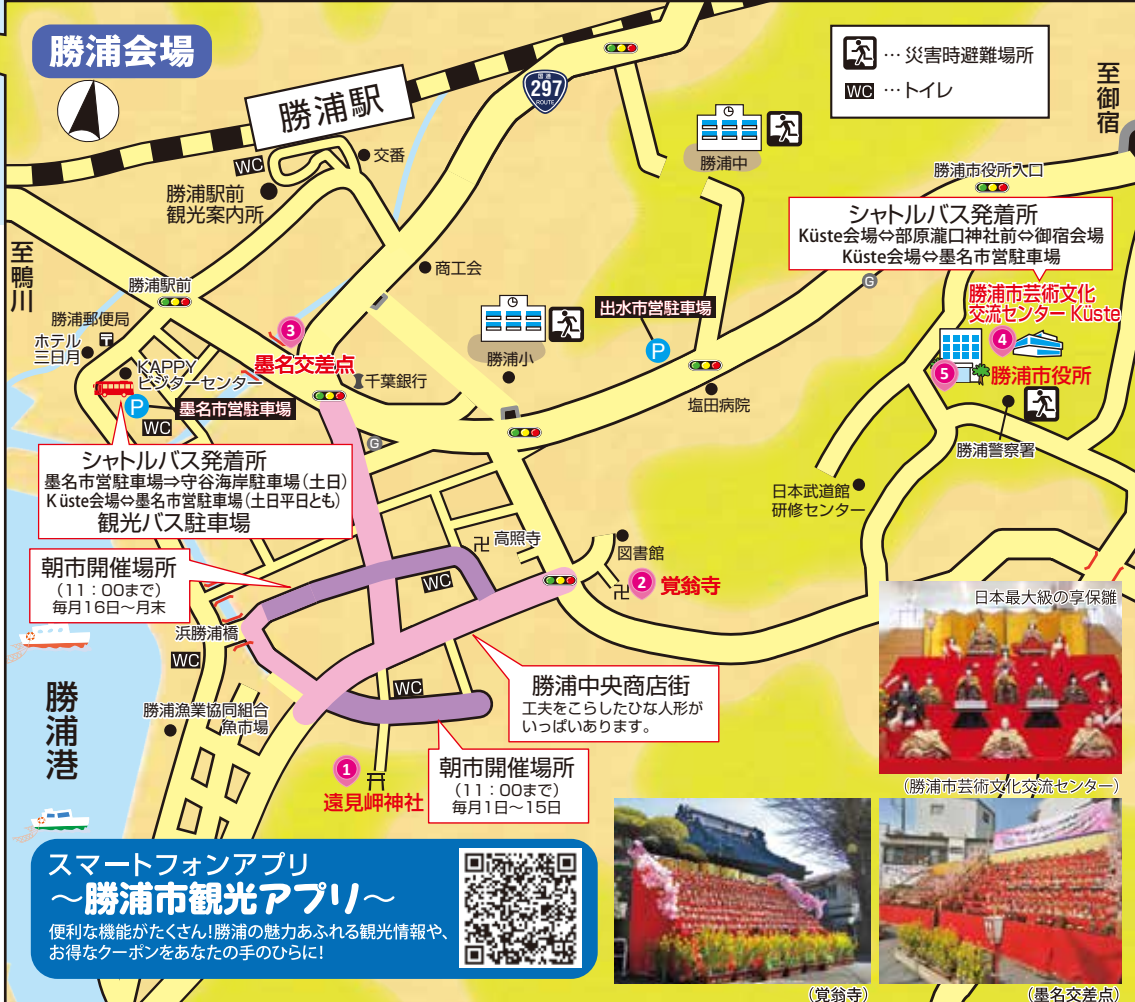 勝浦会場
勝浦駅
国道
297
ROUTE
…災害時避難場所
WC …トイレ
至御宿
WC
交番
勝浦駅前
観光案内所
勝浦中
勝浦市役所入口
シャトルバス発着所
Küste会場⇔部原瀧口神社前⇔御宿会場
Küste会場⇔墨名市営駐車場
至鴨川
商工会
勝浦駅前
G
勝浦市芸術文化
交流センター Küste
出水市営駐車場
勝浦郵便局
ホテル
三日月
3
墨名交差点
勝浦小
P
4
KAPPY
ビジターセンター
千葉銀行
5
勝浦市役所
P
墨名市営駐車場
WC
塩田病院
G
勝浦警察署
シャトルバス発着所
墨名市営駐車場⇒守谷海岸駐車場(土日)
Küste会場⇔墨名市営駐車場(土日平日とも)
観光バス駐車場
日本武道館
研修センター
高照寺
図書館
朝市開催場所
(11:00まで)
毎月16日〜月末
WC
2
覚翁寺
日本最大級の享保雛
浜勝浦橋
WC
勝浦港
WC
勝浦中央商店街
工夫をこらしたひな人形が
いっぱいあります。
勝浦漁業協同組合
魚市場
朝市開催場所
(11:00まで)
毎月1日〜15日
1
遠見岬神社
(勝浦市芸術文化交流センター)
スマートフォンアプリ
〜勝浦市観光アプリ〜
便利な機能がたくさん!勝浦の魅力あふれる観光情報や、
お得なクーポンをあなたの手のひらに!
(覚翁寺)
(墨名交差点)